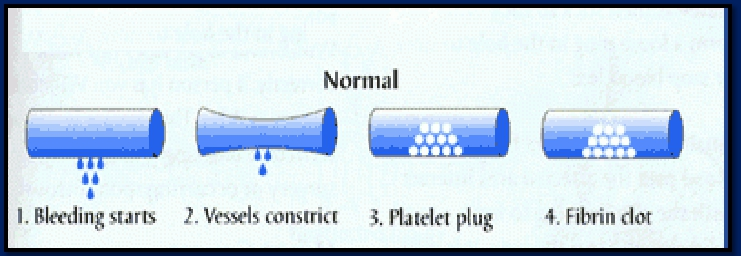 Normal
1. Bleeding starts
2. Vessels constrict
3. Platelet plug
4. Fibrin clot